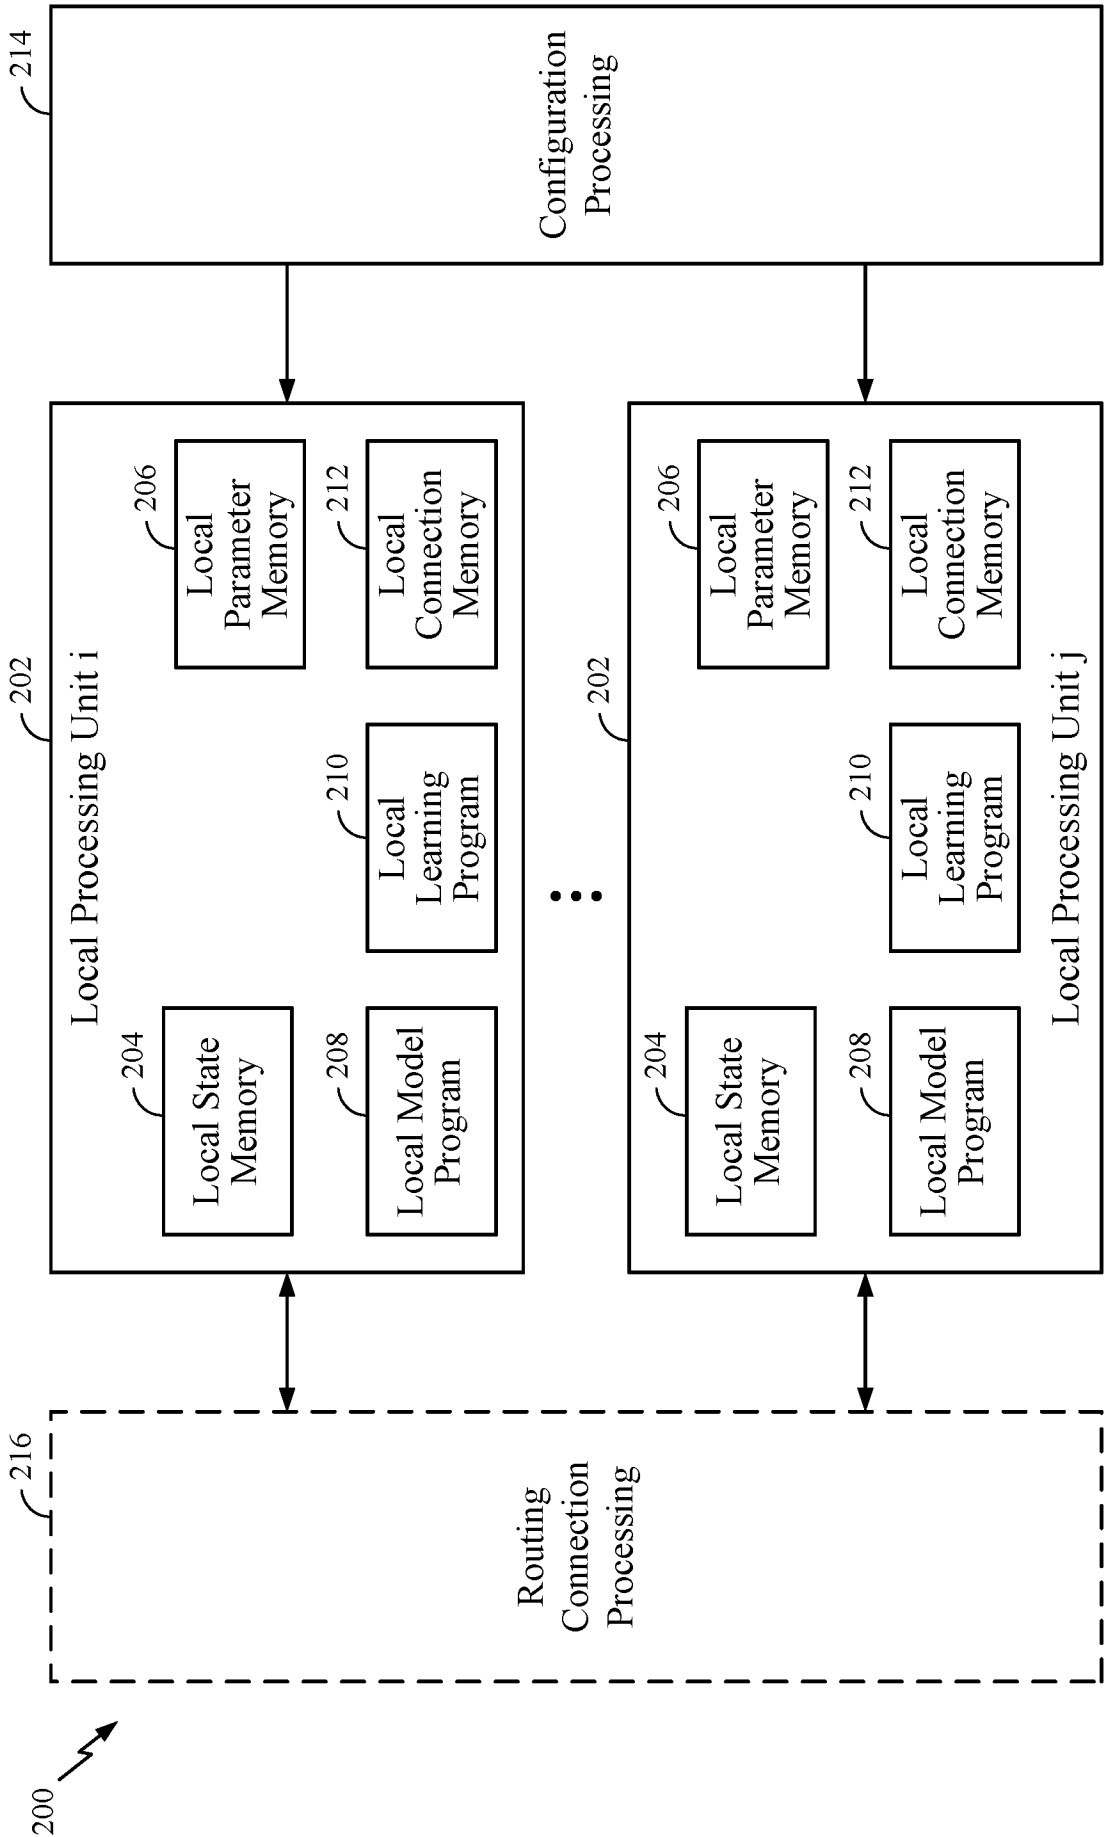 200
216
Routing
Connection
Processing
202
Local Processing Unit i
204
Local State
Memory
206
Local
Parameter
Memory
208
Local Model
Program
210
Local
Learning
Program
212
Local
Connection
Memory
202
204
Local State
Memory
206
Local
Parameter
Memory
208
Local Model
Program
210
Local
Learning
Program
212
Local
Connection
Memory
Local Processing Unit j
214
Configuration
Processing